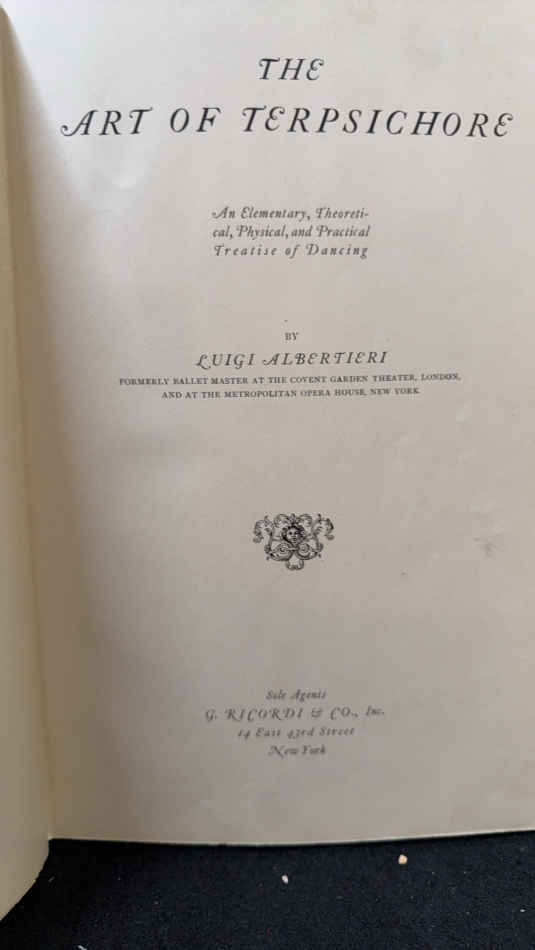 THE
ART OF TERPSICHORE
An Elementary, Theoreti-
cal, Physical, and Practical
Treatise of Dancing
BY
LUIGI ALBERTIERI
FORMERLY BALLET MASTER AT THE COVENT GARDEN THEATER, LONDON,
AND AT THE METROPOLITAN OPERA HOUSE, NEW YORK
Sole Agents
G. RICORDI & CO., Inc.
14 East 43rd Street
New York